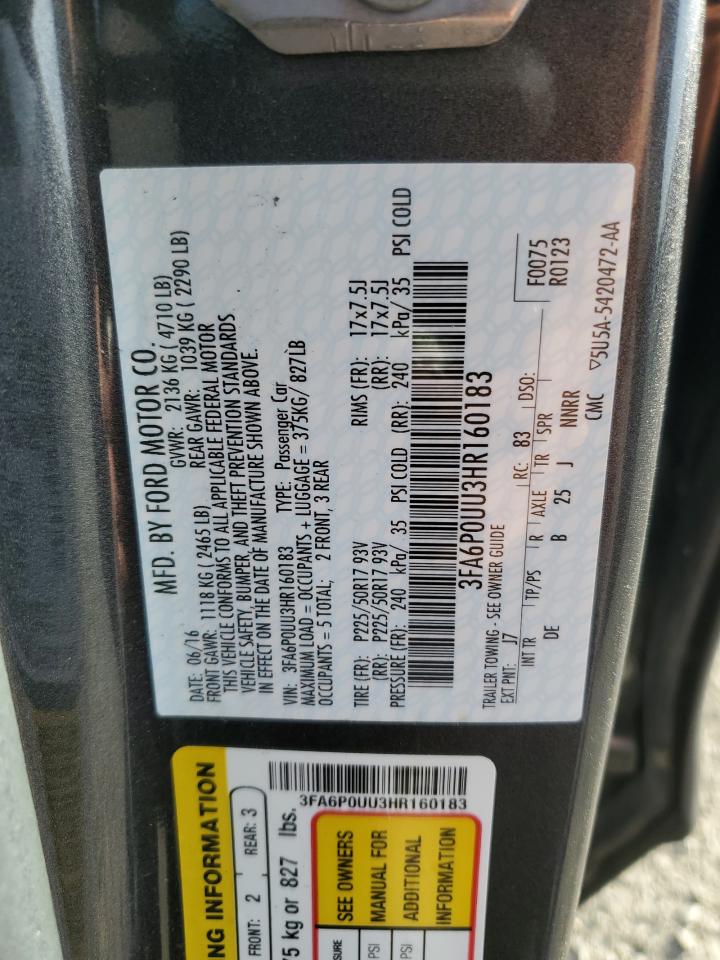 MFD. BY FORD MOTOR CO.
DATE: 06/16 GVWR: 2136 KG ( 4710 LB)
FRONT GAWR: 1118 KG ( 2465 LB) REAR GAWR: 1039 KG ( 2290 LB)
THIS VEHICLE CONFORMS TO ALL APPLICABLE FEDERAL MOTOR
VEHICLE SAFETY, BUMPER, AND THEFT PREVENTION STANDARDS
IN EFFECT ON THE DATE OF MANUFACTURE SHOWN ABOVE.
VIN: 3FA6P0UU3HR160183 TYPE: Passenger Car
MAXIMUM LOAD = OCCUPANTS + LUGGAGE = 375KG/ 827LB
OCCUPANTS = 5 TOTAL; 2 FRONT, 3 REAR
TIRE (FR): P225/50R17 93V RIMS (FR): 17x7.5J
(RR): P225/50R17 93V (RR): 17x7.5J
PRESSURE (FR): 240 kPa/ 35 PSI COLD (RR): 240 kPa/ 35 PSI COLD
3FA6P0UU3HR160183
TRAILER TOWING - SEE OWNER GUIDE
EXT PNT: J7 RC: 83 DSO:
F0075
R0123
INT TR TP/PS R AXLE TR SPR
DE B 25 J NNRR
CMC ▽5U5A-5420472-AA
NG INFORMATION
FRONT: 2 REAR: 3
75 kg or 827 lbs.
3FA6P0UU3HR160183
SURE
PSI
PSI
SEE OWNERS
MANUAL FOR
ADDITIONAL
INFORMATION